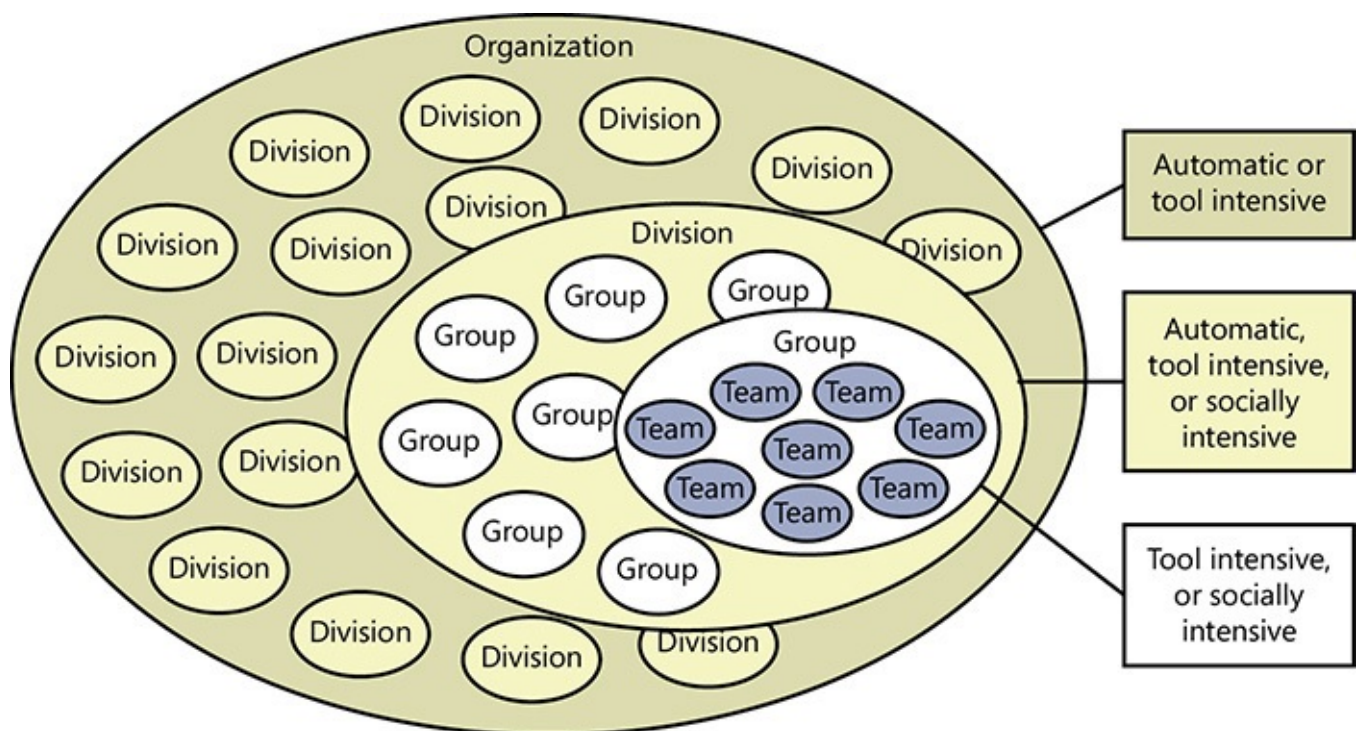 Organization
Division
Division
Division
Division
Division
Division
Division
Division
Division
Division
Group
Group
Group
Division
Division
Group
Team
Team
Group
Group
Team
Team
Team
Division
Division
Team
Team
Team
Group
Group
Division
Division
Division
Division
Automatic or
tool intensive
Automatic,
tool intensive,
or socially
intensive
Tool intensive,
or socially
intensive